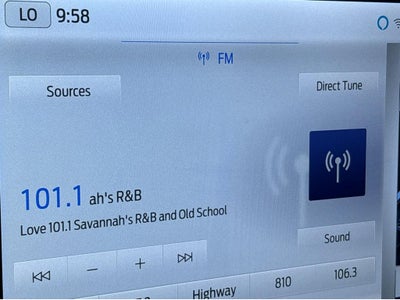 LO 9:58
FM
Sources Direct Tune
101.1 ah's R&B
Love 101.1 Savannah's R&B and Old School
Sound
− +
Highway 810 106.3